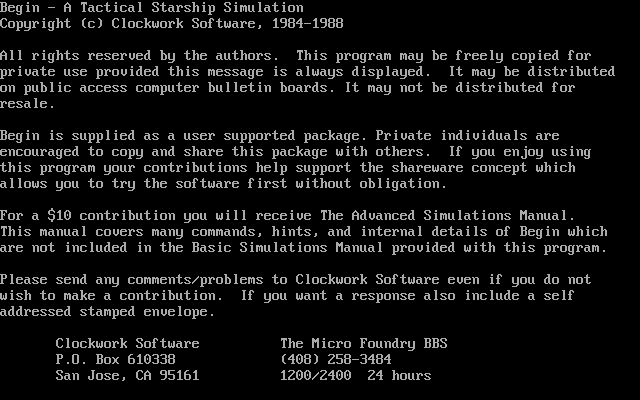 Begin - A Tactical Starship Simulation
Copyright (c) Clockwork Software, 1984-1988
All rights reserved by the authors.  This program may be freely copied for
private use provided this message is always displayed.  It may be distributed
on public access computer bulletin boards. It may not be distributed for
resale.
Begin is supplied as a user supported package. Private individuals are
encouraged to copy and share this package with others.  If you enjoy using
this program your contributions help support the shareware concept which
allows you to try the software first without obligation.
For a $10 contribution you will receive The Advanced Simulations Manual.
This manual covers many commands, hints, and internal details of Begin which
are not included in the Basic Simulations Manual provided with this program.
Please send any comments/problems to Clockwork Software even if you do not
wish to make a contribution.  If you want a response also include a self
addressed stamped envelope.
Clockwork Software          The Micro Foundry BBS
P.O. Box 610338             (408) 258-3484
San Jose, CA 95161          1200/2400  24 hours